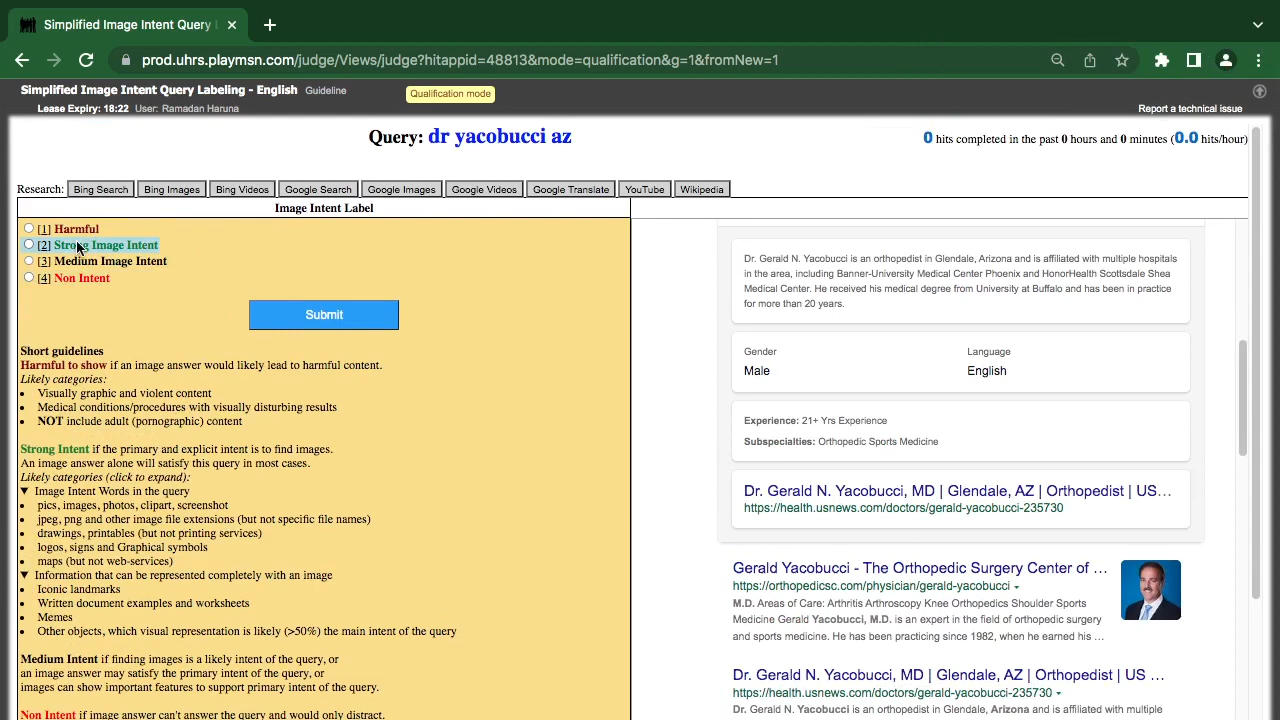 Simplified Image Intent Query L
prod.uhrs.playmsn.com/judge/Views/judge?hitappid=48813&mode=qualification&g=1&fromNew=1
Simplified Image Intent Query Labeling - English Guideline
Qualification mode
Lease Expiry: 18:22 User: Ramadan Haruna
Report a technical issue
Query: dr yacobucci az
0 hits completed in the past 0 hours and 0 minutes (0.0 hits/hour)
Research: Bing Search Bing Images Bing Videos Google Search Google Images Google Videos Google Translate YouTube Wikipedia
Image Intent Label
[1] Harmful
[2] Strong Image Intent
[3] Medium Image Intent
[4] Non Intent
Submit
Short guidelines
Harmful to show if an image answer would likely lead to harmful content.
Likely categories:
• Visually graphic and violent content
• Medical conditions/procedures with visually disturbing results
• NOT include adult (pornographic) content
Strong Intent if the primary and explicit intent is to find images.
An image answer alone will satisfy this query in most cases.
Likely categories (click to expand):
▼ Image Intent Words in the query
• pics, images, photos, clipart, screenshot
• jpeg, png and other image file extensions (but not specific file names)
• drawings, printables (but not printing services)
• logos, signs and Graphical symbols
• maps (but not web-services)
▼ Information that can be represented completely with an image
• Iconic landmarks
• Written document examples and worksheets
• Memes
• Other objects, which visual representation is likely (>50%) the main intent of the query
Medium Intent if finding images is a likely intent of the query, or
an image answer may satisfy the primary intent of the query, or
images can show important features to support primary intent of the query.
Non Intent if image answer can't answer the query and would only distract.
Dr. Gerald N. Yacobucci is an orthopedist in Glendale, Arizona and is affiliated with multiple hospitals
in the area, including Banner-University Medical Center Phoenix and HonorHealth Scottsdale Shea
Medical Center. He received his medical degree from University at Buffalo and has been in practice
for more than 20 years.
Gender Language
Male English
Experience: 21+ Yrs Experience
Subspecialties: Orthopedic Sports Medicine
Dr. Gerald N. Yacobucci, MD | Glendale, AZ | Orthopedist | US...
https://health.usnews.com/doctors/gerald-yacobucci-235730
Gerald Yacobucci - The Orthopedic Surgery Center of ...
https://orthopedicsc.com/physician/gerald-yacobucci
M.D. Areas of Care: Arthritis Arthroscopy Knee Orthopedics Shoulder Sports
Medicine Gerald Yacobucci, M.D. is an expert in the field of orthopedic surgery
and sports medicine. He has been practicing since 1982, when he earned his ...
Dr. Gerald N. Yacobucci, MD | Glendale, AZ | Orthopedist | US ...
https://health.usnews.com/doctors/gerald-yacobucci-235730
Dr. Gerald N. Yacobucci is an orthopedist in Glendale, Arizona and is affiliated with multiple